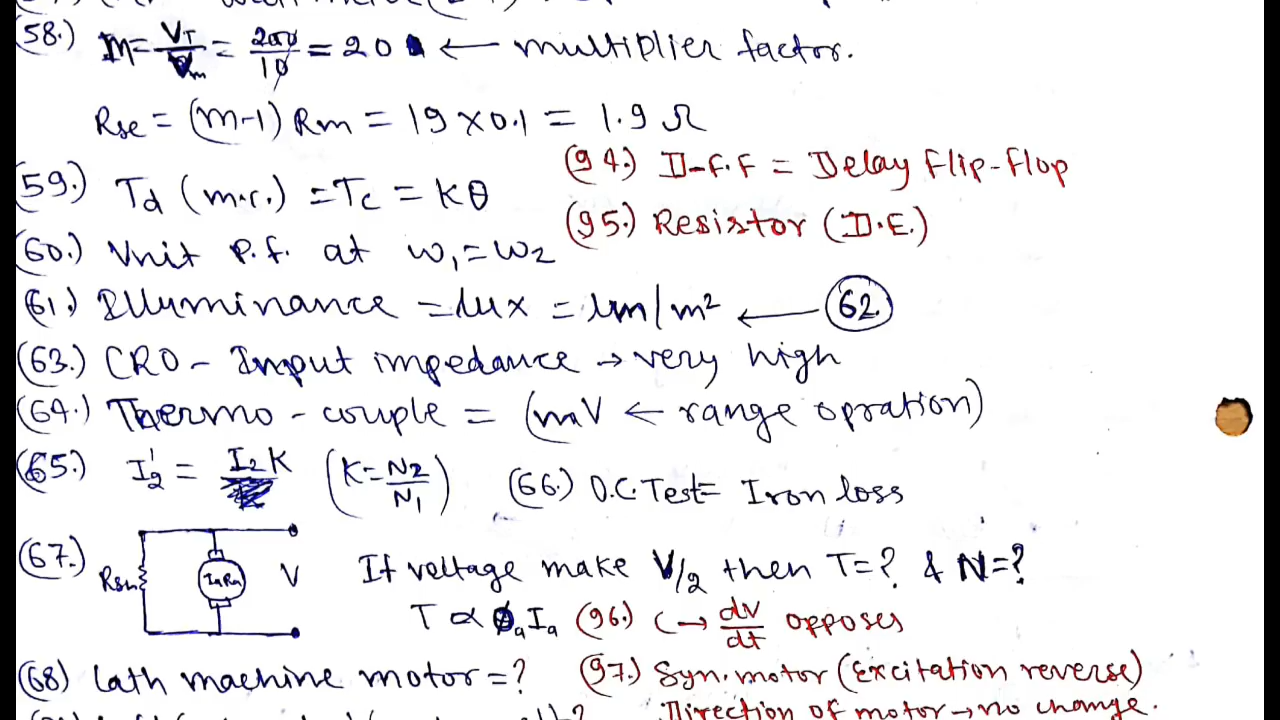 (58.) m = VT/Vm = 200/10 = 20 ← multiplier factor.
Rse = (m-1) Rm = 19 × 0.1 = 1.9 Ω
(59.) Td (m.c.) = Tc = Kθ
(94.) D-F.F = Delay Flip-Flop
(95.) Resistor (D.E.)
(60.) Unit P.f. at ω1 = ω2
(61.) Illuminance = lux = lm/m² ← (62.)
(63.) CRO - Input impedance → very high
(64.) Thermo - couple = (mV ← range opration)
(65.) I2' = I2K (K = N2/N1)
(66.) O.C. Test = Iron loss
(67.) Rsh IaRa V
If voltage make V/2 then T=? & N=?
T ∝ ϕa Ia
(96.) C → dv/dt opposes
(68) Lath machine motor = ?
(97.) Syn. motor (Excitation reverse)
Direction of motor → no change.